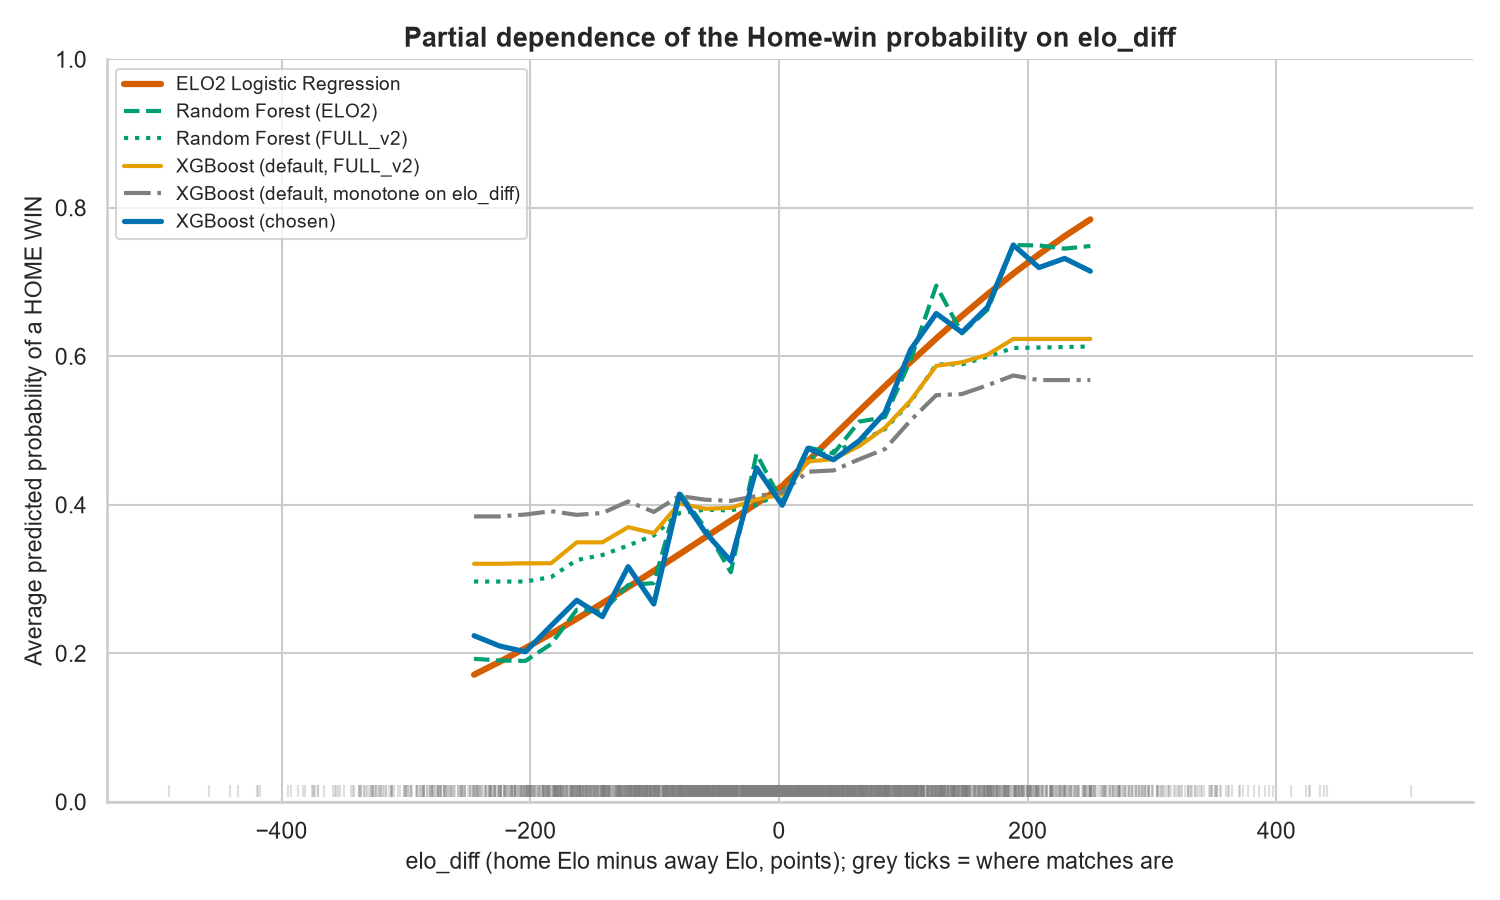 Partial dependence of the Home-win probability on elo_diff
1.0
0.8
0.6
0.4
0.2
0.0
Average predicted probability of a HOME WIN
ELO2 Logistic Regression
Random Forest (ELO2)
Random Forest (FULL_v2)
XGBoost (default, FULL_v2)
XGBoost (default, monotone on elo_diff)
XGBoost (chosen)
−400
−200
0
200
400
elo_diff (home Elo minus away Elo, points); grey ticks = where matches are